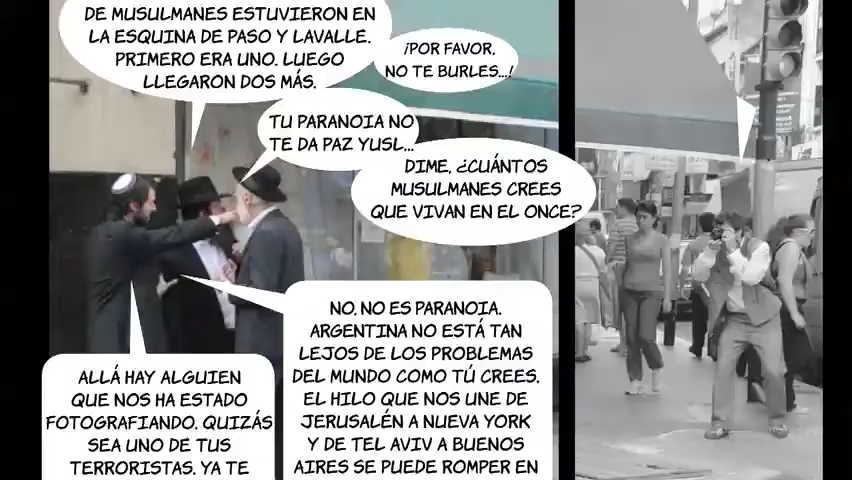 DE MUSULMANES ESTUVIERON EN
LA ESQUINA DE PASO Y LAVALLE.
PRIMERO ERA UNO. LUEGO
LLEGARON DOS MÁS.
¡POR FAVOR,
NO TE BURLES...!
TU PARANOIA NO
TE DA PAZ YUSL...
DIME, ¿CUÁNTOS
MUSULMANES CREES
QUE VIVAN EN EL ONCE?
NO, NO ES PARANOIA.
ARGENTINA NO ESTÁ TAN
LEJOS DE LOS PROBLEMAS
DEL MUNDO COMO TÚ CREES.
EL HILO QUE NOS UNE DE
JERUSALÉN A NUEVA YORK
Y DE TEL AVIV A BUENOS
AIRES SE PUEDE ROMPER EN
ALLÁ HAY ALGUIEN
QUE NOS HA ESTADO
FOTOGRAFIANDO. QUIZÁS
SEA UNO DE TUS
TERRORISTAS. YA TE